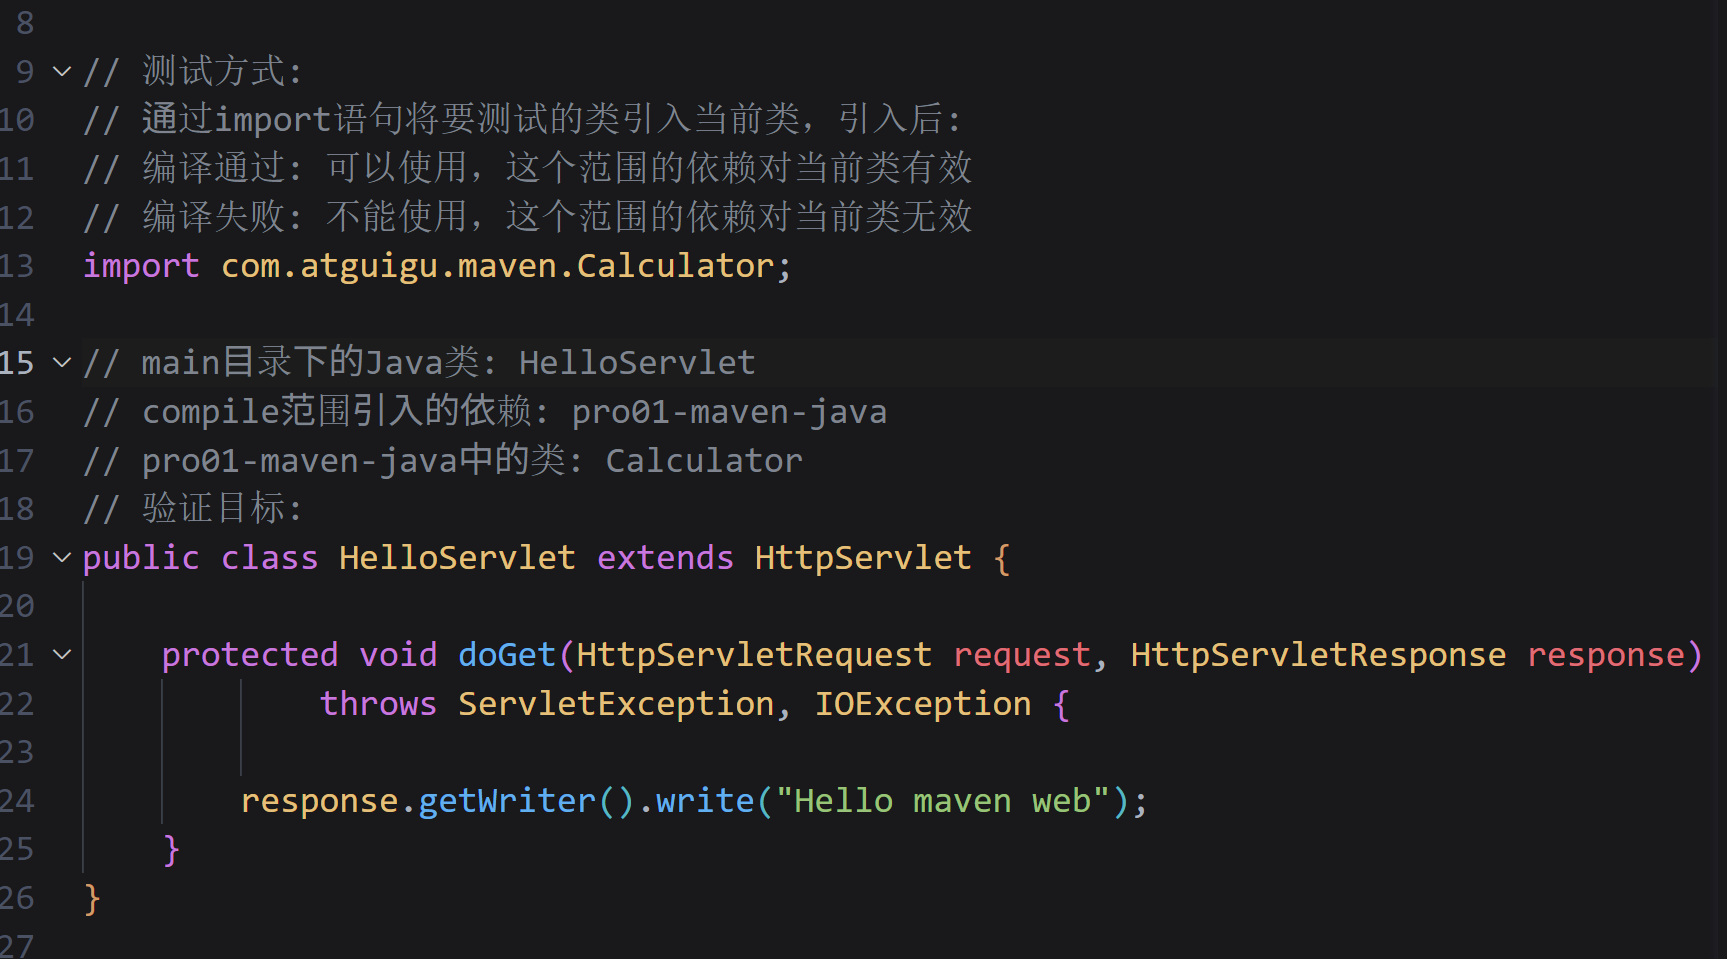 8
9 // 测试方式：
10 // 通过import语句将要测试的类引入当前类，引入后：
11 // 编译通过：可以使用，这个范围的依赖对当前类有效
12 // 编译失败：不能使用，这个范围的依赖对当前类无效
13 import com.atguigu.maven.Calculator;
14
15 // main目录下的Java类：HelloServlet
16 // compile范围引入的依赖：pro01-maven-java
17 // pro01-maven-java中的类：Calculator
18 // 验证目标：
19 public class HelloServlet extends HttpServlet {
20
21 protected void doGet(HttpServletRequest request, HttpServletResponse response)
22 throws ServletException, IOException {
23
24 response.getWriter().write("Hello maven web");
25 }
26 }
27